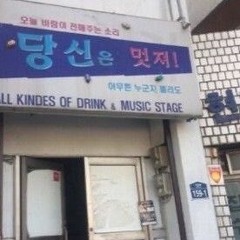 오늘 바람이 전해주는 소리
당신은 멋져!
아무튼 누군지 몰라도
ALL KINDES OF DRINK & MUSIC STAGE